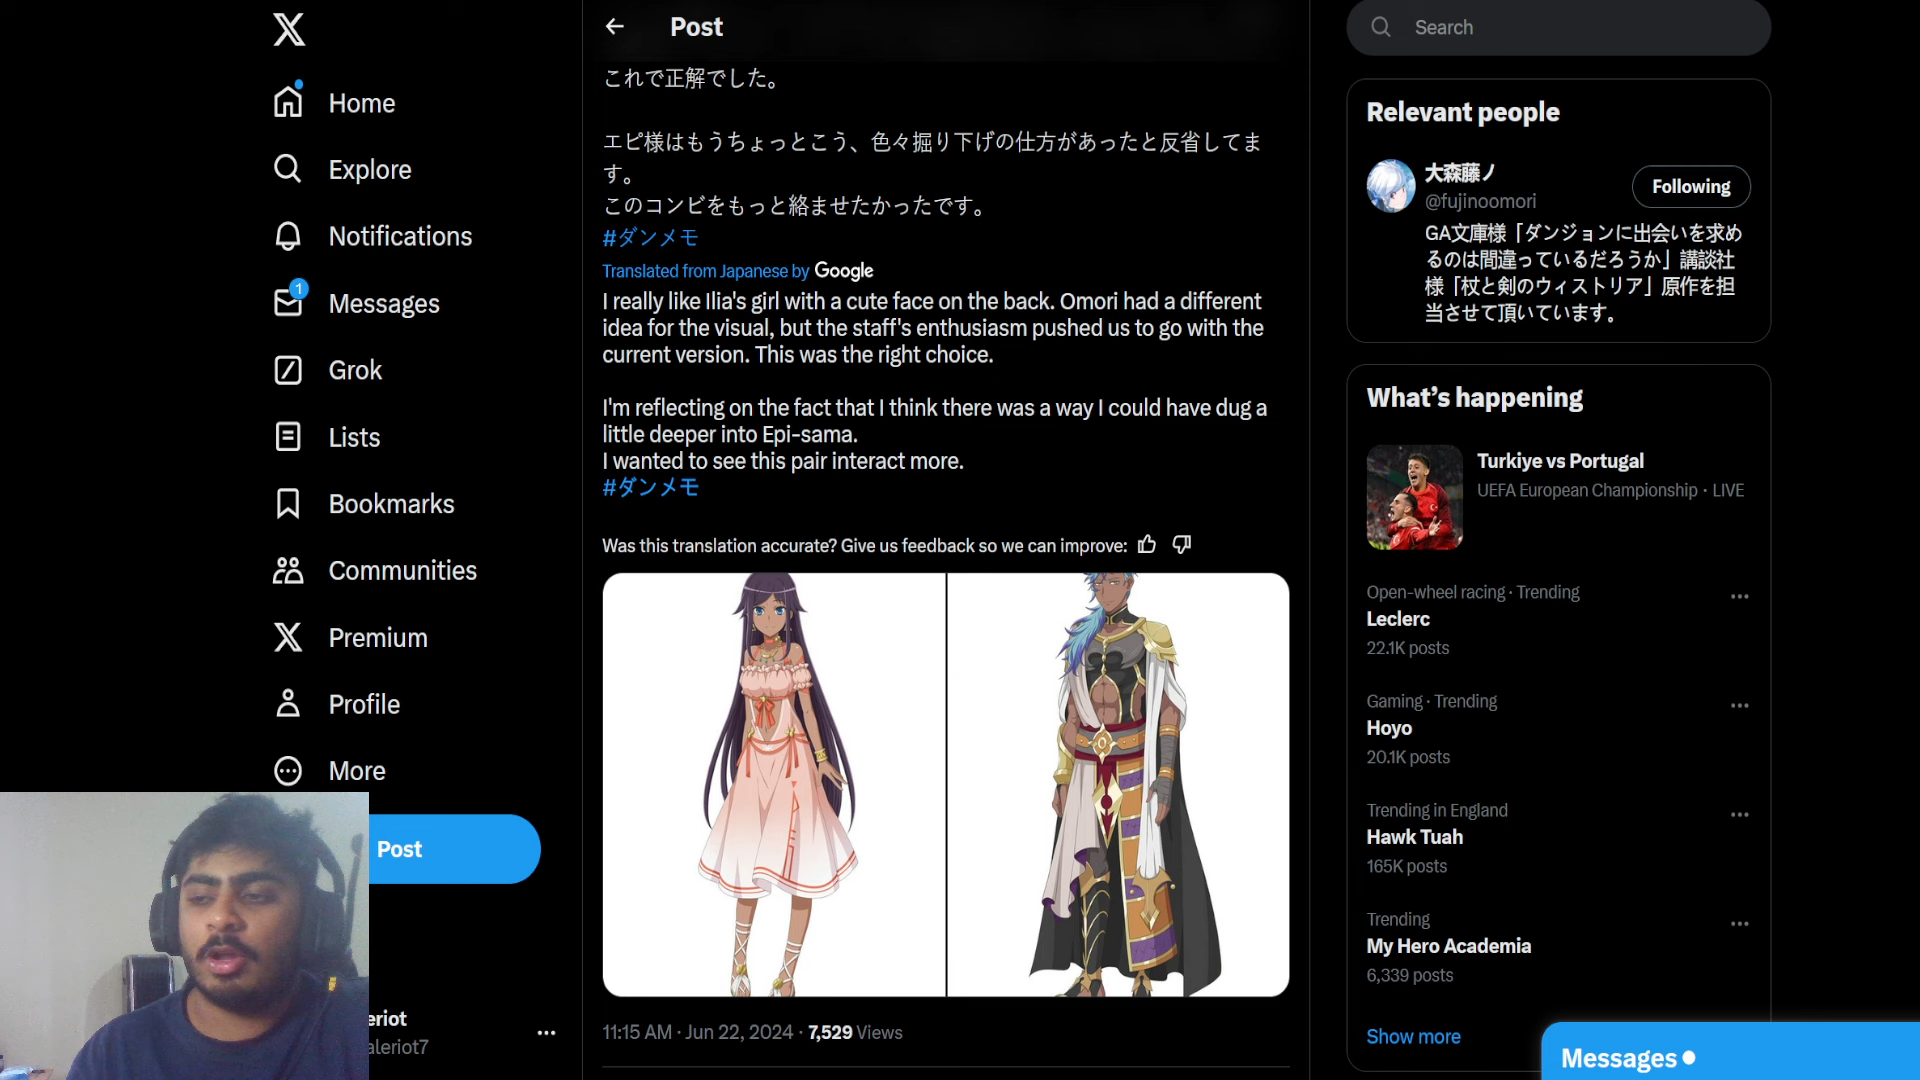 Home
Explore
Notifications
1
Messages
Grok
Lists
Bookmarks
Communities
Premium
Profile
More
Post
eriot
aleriot7
Post
これで正解でした。
エピ様はもうちょっとこう、色々掘り下げの仕方があったと反省してま
す。
このコンビをもっと絡ませたかったです。
#ダンメモ
Translated from Japanese by Google
I really like Ilia's girl with a cute face on the back. Omori had a different
idea for the visual, but the staff's enthusiasm pushed us to go with the
current version. This was the right choice.
I'm reflecting on the fact that I think there was a way I could have dug a
little deeper into Epi-sama.
I wanted to see this pair interact more.
#ダンメモ
Was this translation accurate? Give us feedback so we can improve:
11:15 AM · Jun 22, 2024 · 7,529 Views
Search
Relevant people
大森藤ノ
@fujinoomori
Following
GA文庫様「ダンジョンに出会いを求め
るのは間違っているだろうか」講談社
様「杖と剣のウィストリア」原作を担
当させて頂いています。
What's happening
Turkiye vs Portugal
UEFA European Championship · LIVE
Open-wheel racing · Trending
Leclerc
22.1K posts
Gaming · Trending
Hoyo
20.1K posts
Trending in England
Hawk Tuah
165K posts
Trending
My Hero Academia
6,339 posts
Show more
Messages